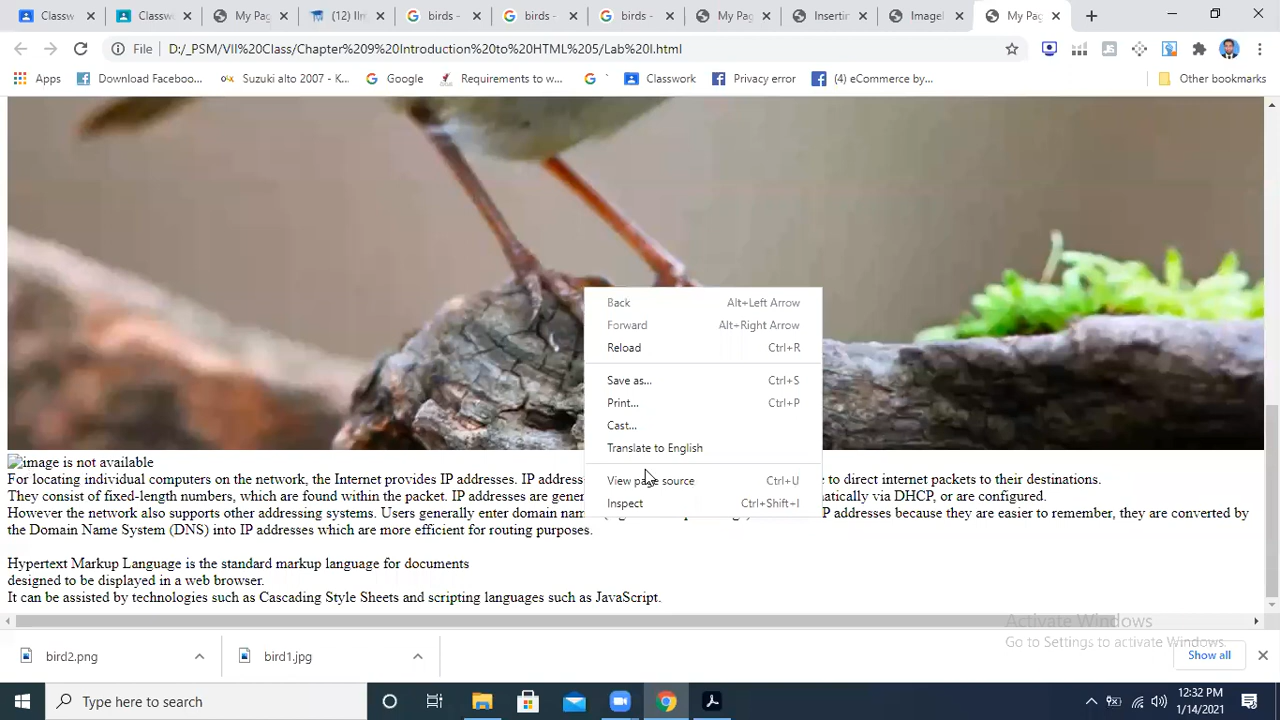 Classw
Classw
My Pag
(12) IIm
birds -
birds -
birds -
My Pag
Insertin
Image
My Pag
File
D:/_PSM/VII%20Class/Chapter%209%20Introduction%20to%20HTML%205/Lab%20I.html
Apps
Download Faceboo...
Suzuki alto 2007 - K...
Google
Requirements to w...
Classwork
Privacy error
(4) eCommerce by...
Other bookmarks
Back Alt+Left Arrow
Forward Alt+Right Arrow
Reload Ctrl+R
Save as... Ctrl+S
Print... Ctrl+P
Cast...
Translate to English
View page source Ctrl+U
Inspect Ctrl+Shift+I
image is not available
For locating individual computers on the network, the Internet provides IP addresses. IP address to direct internet packets to their destinations.
They consist of fixed-length numbers, which are found within the packet. IP addresses are gener matically via DHCP, or are configured.
However the network also supports other addressing systems. Users generally enter domain nam IP addresses because they are easier to remember, they are converted by
the Domain Name System (DNS) into IP addresses which are more efficient for routing purposes.
Hypertext Markup Language is the standard markup language for documents
designed to be displayed in a web browser.
It can be assisted by technologies such as Cascading Style Sheets and scripting languages such as JavaScript.
Activate Windows
Go to Settings to activate Windows.
bird2.png
bird1.jpg
Show all
Type here to search
12:32 PM
1/14/2021